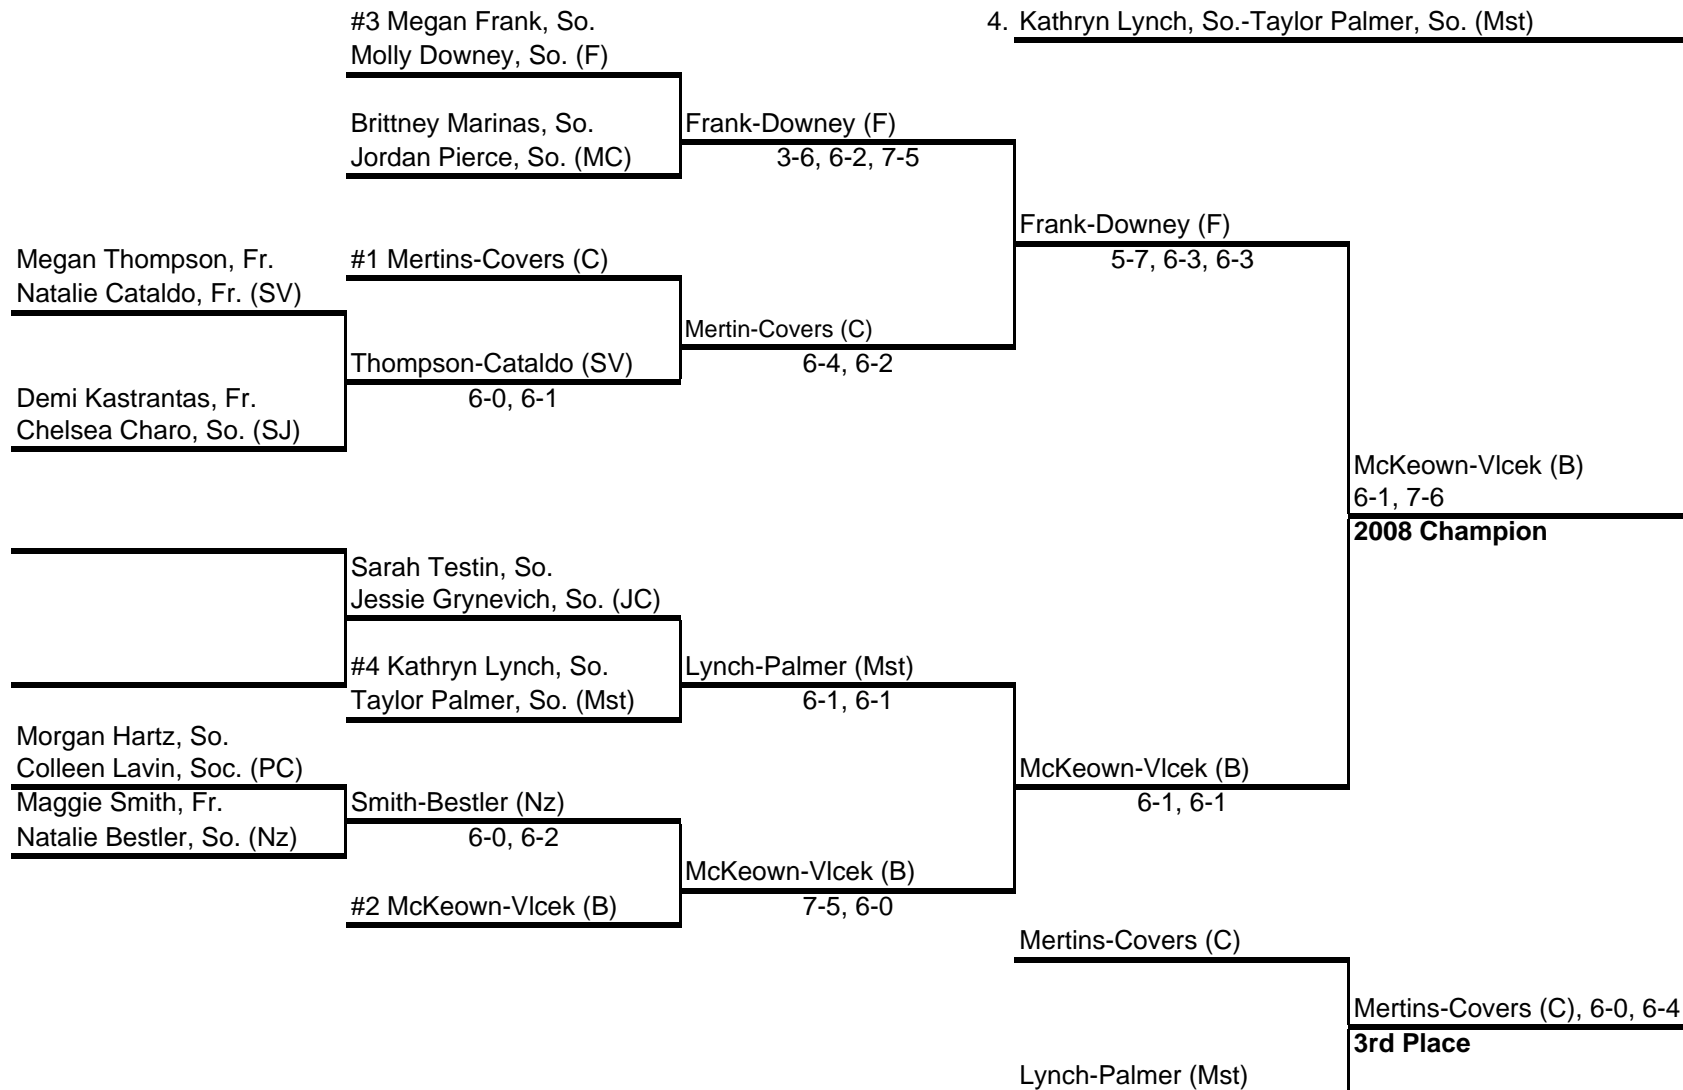 #3 Megan Frank, So.
Molly Downey, So. (F)
4. Kathryn Lynch, So.-Taylor Palmer, So. (Mst)
Brittney Marinas, So.
Jordan Pierce, So. (MC)
Frank-Downey (F)
3-6, 6-2, 7-5
Megan Thompson, Fr.
Natalie Cataldo, Fr. (SV)
#1 Mertins-Covers (C)
Frank-Downey (F)
5-7, 6-3, 6-3
Thompson-Cataldo (SV)
6-0, 6-1
Mertin-Covers (C)
6-4, 6-2
Demi Kastrantas, Fr.
Chelsea Charo, So. (SJ)
McKeown-Vlcek (B)
6-1, 7-6
2008 Champion
Sarah Testin, So.
Jessie Grynevich, So. (JC)
#4 Kathryn Lynch, So.
Taylor Palmer, So. (Mst)
Lynch-Palmer (Mst)
6-1, 6-1
Morgan Hartz, So.
Colleen Lavin, Soc. (PC)
Maggie Smith, Fr.
Natalie Bestler, So. (Nz)
Smith-Bestler (Nz)
6-0, 6-2
McKeown-Vlcek (B)
6-1, 6-1
#2 McKeown-Vlcek (B)
McKeown-Vlcek (B)
7-5, 6-0
Mertins-Covers (C)
Mertins-Covers (C), 6-0, 6-4
3rd Place
Lynch-Palmer (Mst)